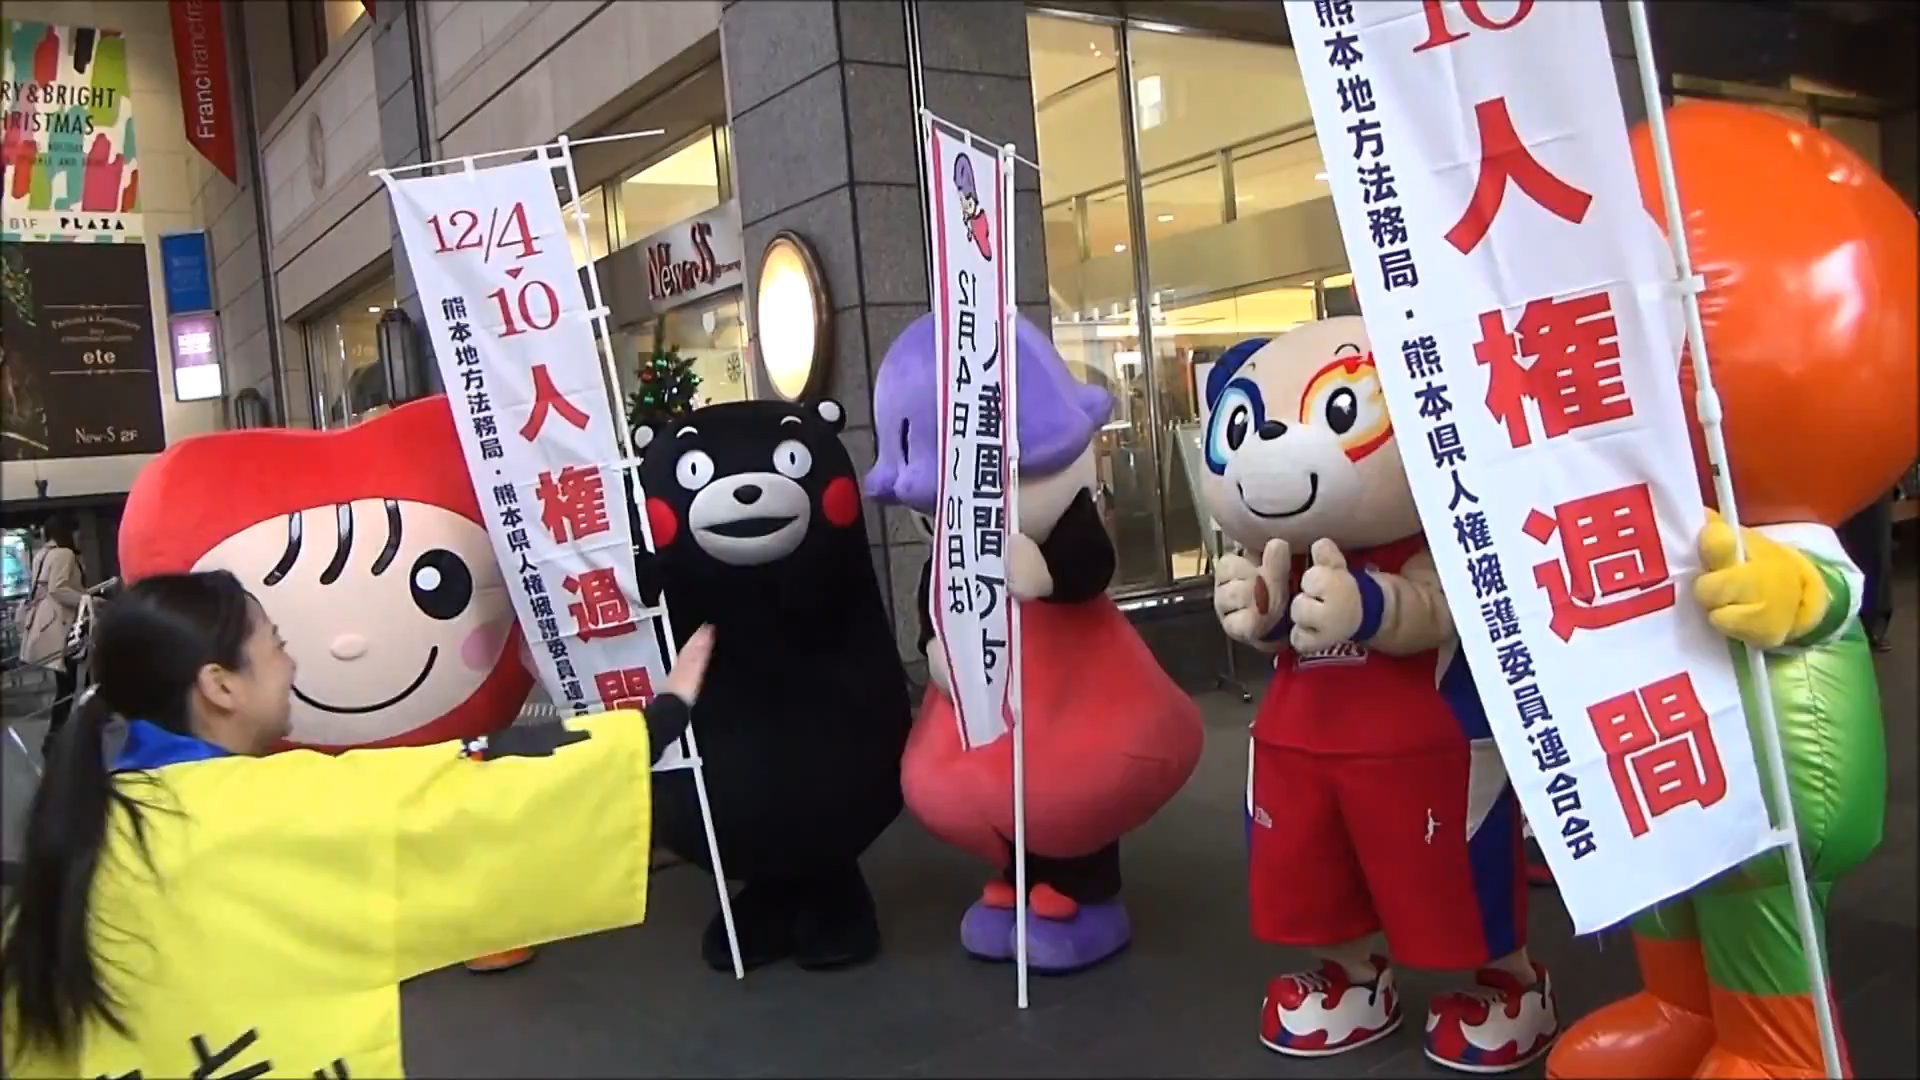 RY & BRIGHT
HRISTMAS
B1F PLAZA
Francfranc
ete
New-S 2F
New-S
12/4
10
人権週間
熊本地方法務局・熊本県人権擁護委員連
12月4日〜10日は
人権週間です
10
人権週間
熊本地方法務局・熊本県人権擁護委員連合会